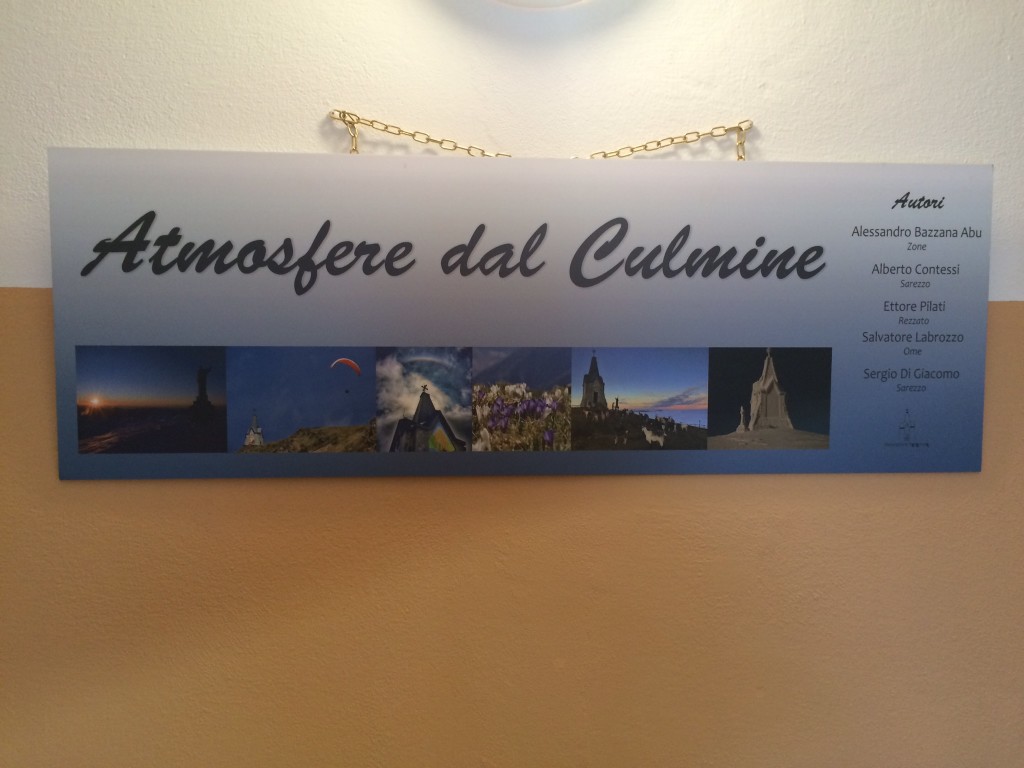 Atmosfere dal Culmine
Autori
Alessandro Bazzana Abu
Zone
Alberto Contessi
Sarezzo
Ettore Pilati
Rezzato
Salvatore Labrozzo
Ome
Sergio Di Giacomo
Sarezzo